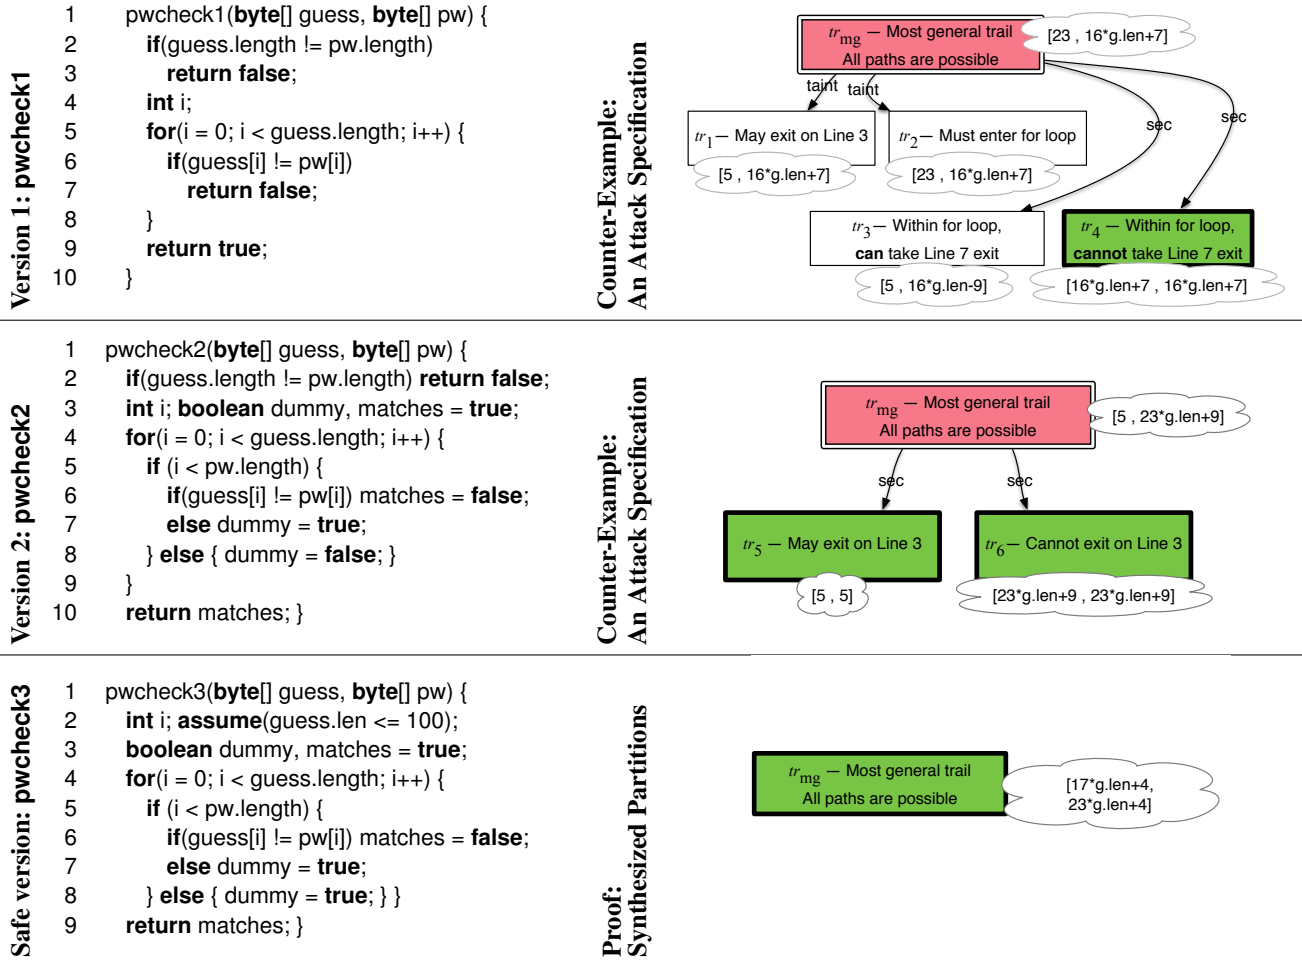 Version 1: pwcheck1
1 pwcheck1(byte[] guess, byte[] pw) {
2 if(guess.length != pw.length)
3 return false;
4 int i;
5 for(i = 0; i < guess.length; i++) {
6 if(guess[i] != pw[i])
7 return false;
8 }
9 return true;
10 }
Counter-Example:
An Attack Specification
tr_mg — Most general trail
All paths are possible
[23 , 16*g.len+7]
taint
taint
sec
sec
tr_1 — May exit on Line 3
[5 , 16*g.len+7]
tr_2 — Must enter for loop
[23 , 16*g.len+7]
tr_3 — Within for loop,
can take Line 7 exit
[5 , 16*g.len-9]
tr_4 — Within for loop,
cannot take Line 7 exit
[16*g.len+7 , 16*g.len+7]
Version 2: pwcheck2
1 pwcheck2(byte[] guess, byte[] pw) {
2 if(guess.length != pw.length) return false;
3 int i; boolean dummy, matches = true;
4 for(i = 0; i < guess.length; i++) {
5 if (i < pw.length) {
6 if(guess[i] != pw[i]) matches = false;
7 else dummy = true;
8 } else { dummy = false; }
9 }
10 return matches; }
Counter-Example:
An Attack Specification
tr_mg — Most general trail
All paths are possible
[5 , 23*g.len+9]
sec
sec
tr_5 — May exit on Line 3
[5 , 5]
tr_6 — Cannot exit on Line 3
[23*g.len+9 , 23*g.len+9]
Safe version: pwcheck3
1 pwcheck3(byte[] guess, byte[] pw) {
2 int i; assume(guess.len <= 100);
3 boolean dummy, matches = true;
4 for(i = 0; i < guess.length; i++) {
5 if (i < pw.length) {
6 if(guess[i] != pw[i]) matches = false;
7 else dummy = true;
8 } else { dummy = true; } }
9 return matches; }
Proof:
Synthesized Partitions
tr_mg — Most general trail
All paths are possible
[17*g.len+4,
23*g.len+4]